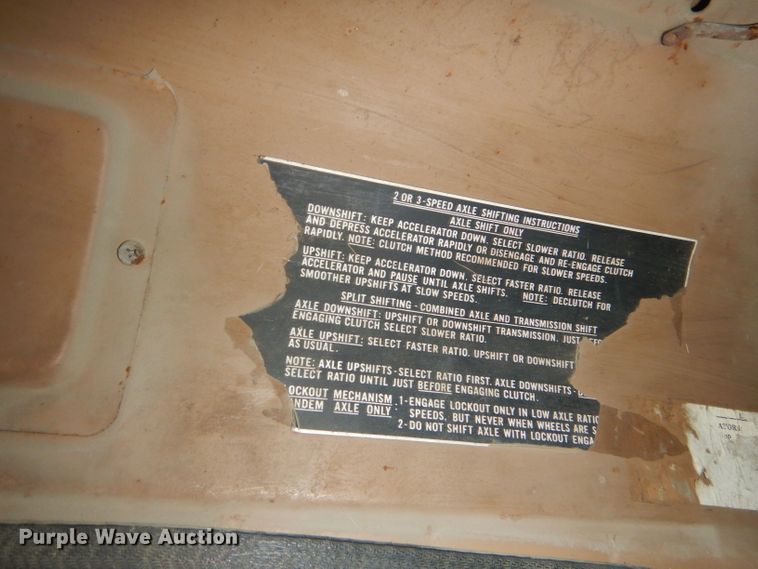 2 OR 3-SPEED AXLE SHIFTING INSTRUCTIONS
AXLE SHIFT ONLY
DOWNSHIFT: KEEP ACCELERATOR DOWN. SELECT SLOWER RATIO. RELEASE
AND DEPRESS ACCELERATOR RAPIDLY OR DISENGAGE AND RE-ENGAGE CLUTCH
RAPIDLY. NOTE: CLUTCH METHOD RECOMMENDED FOR SLOWER SPEEDS.
UPSHIFT: KEEP ACCELERATOR DOWN. SELECT FASTER RATIO. RELEASE
ACCELERATOR AND PAUSE UNTIL AXLE SHIFTS. NOTE: DECLUTCH FOR
SMOOTHER UPSHIFTS AT SLOW SPEEDS.
SPLIT SHIFTING - COMBINED AXLE AND TRANSMISSION SHIFT
AXLE DOWNSHIFT: UPSHIFT OR DOWNSHIFT TRANSMISSION. JUST
ENGAGING CLUTCH SELECT SLOWER RATIO.
AXLE UPSHIFT: SELECT FASTER RATIO. UPSHIFT OR DOWNSHIFT
AS USUAL.
NOTE: AXLE UPSHIFTS-SELECT RATIO FIRST. AXLE DOWNSHIFTS-
SELECT RATIO UNTIL JUST BEFORE ENGAGING CLUTCH.
LOCKOUT MECHANISM 1-ENGAGE LOCKOUT ONLY IN LOW AXLE RATIO
NDEM AXLE ONLY : SPEEDS, BUT NEVER WHEN WHEELS ARE S
2-DO NOT SHIFT AXLE WITH LOCKOUT ENGA
Purple Wave Auction